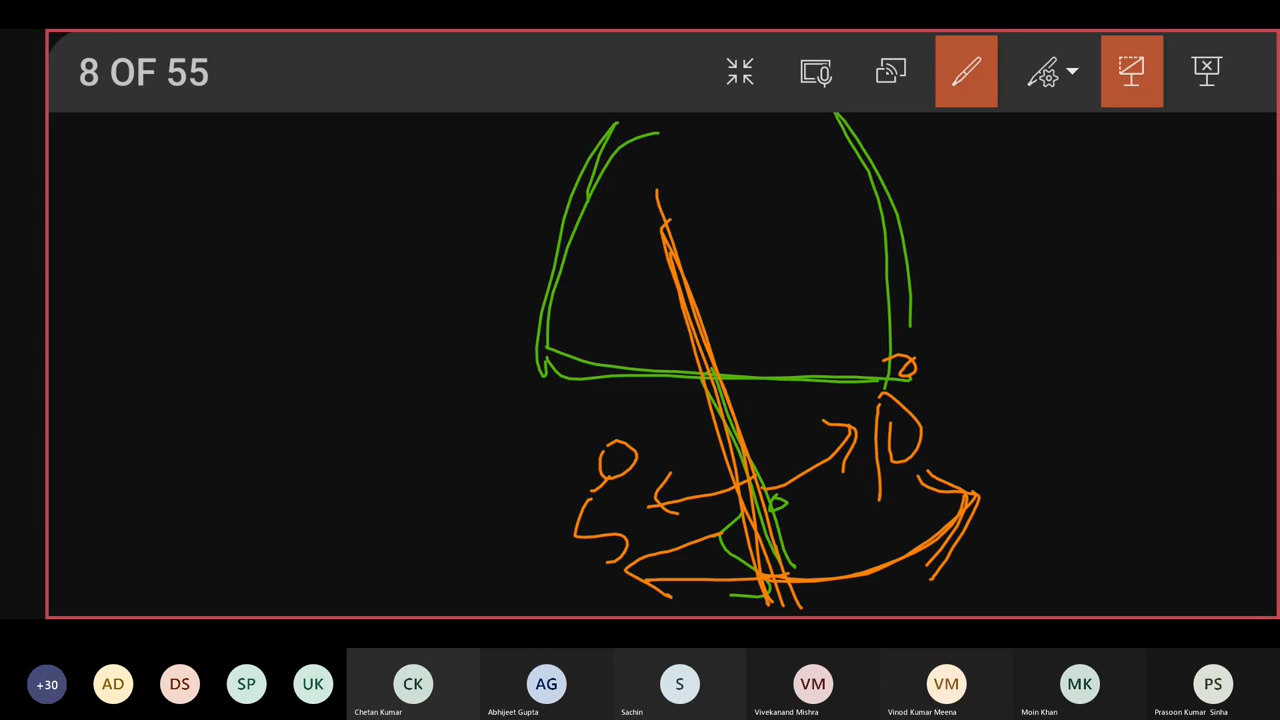 8 OF 55
D
S
+30 AD DS SP UK CK AG S VM VM MK PS
Chetan Kumar Abhijeet Gupta Sachin Vivekanand Mishra Vinod Kumar Meena Moin Khan Prasoon Kumar Sinha